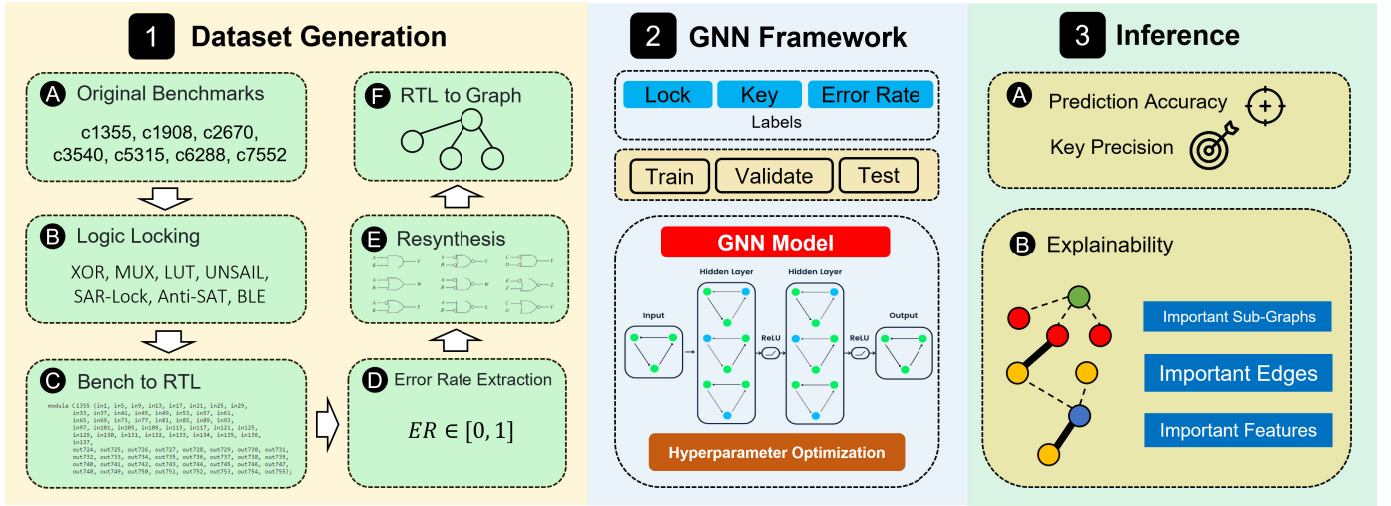 1 Dataset Generation
A Original Benchmarks
c1355, c1908, c2670,
c3540, c5315, c6288, c7552
B Logic Locking
XOR, MUX, LUT, UNSAIL,
SAR-Lock, Anti-SAT, BLE
C Bench to RTL
module C1355 (in1, in5, in9, in13, in17, in21, in25, in29,
in33, in37, in41, in45, in49, in53, in57, in61,
in65, in69, in73, in77, in81, in85, in89, in93,
in97, in101, in105, in109, in113, in117, in121, in125,
in129, in130, in131, in132, in133, in134, in135, in136,
in137,
out724, out725, out726, out727, out728, out729, out730, out731,
out732, out733, out734, out735, out736, out737, out738, out739,
out740, out741, out742, out743, out744, out745, out746, out747,
out748, out749, out750, out751, out752, out753, out754, out755);
D Error Rate Extraction
ER ∈ [0, 1]
E Resynthesis
F RTL to Graph
2 GNN Framework
Lock Key Error Rate
Labels
Train Validate Test
GNN Model
Hidden Layer Hidden Layer
Input ReLU ReLU Output
Hyperparameter Optimization
3 Inference
A Prediction Accuracy
Key Precision
B Explainability
Important Sub-Graphs
Important Edges
Important Features